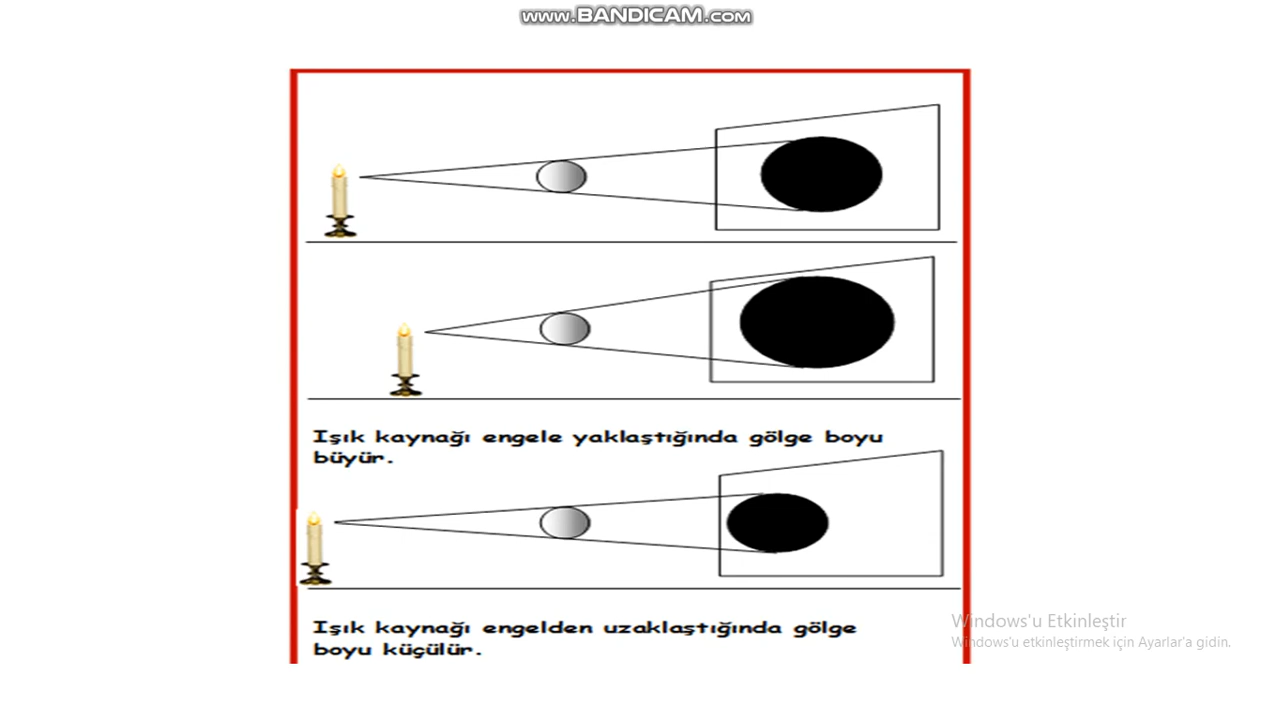 www.BANDICAM.com
Işık kaynağı engele yaklaştığında gölge boyu
büyür.
Işık kaynağı engelden uzaklaştığında gölge
boyu küçülür.
Windows'u Etkinleştir
Windows'u etkinleştirmek için Ayarlar'a gidin.